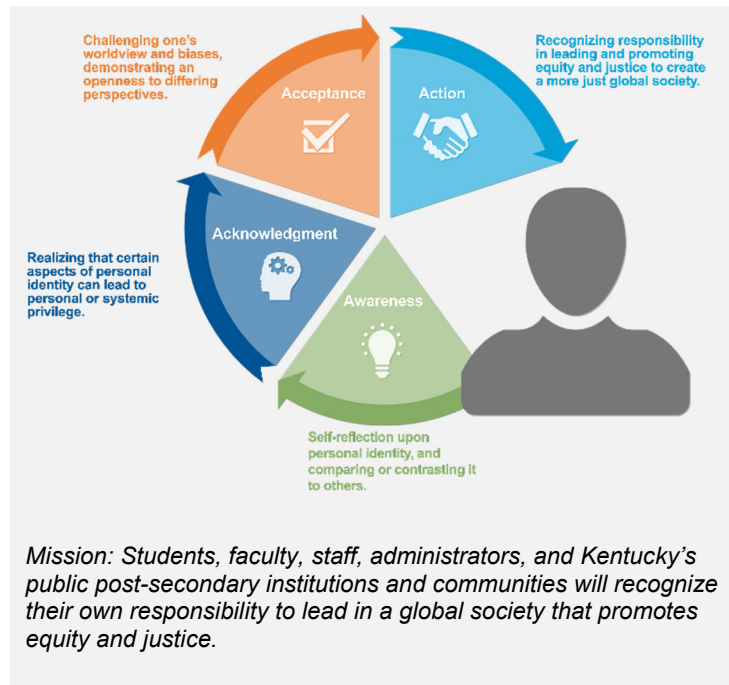 Challenging one's
worldview and biases,
demonstrating an
openness to differing
perspectives.
Acceptance
Action
Recognizing responsibility
in leading and promoting
equity and justice to create
a more just global society.
Acknowledgment
Realizing that certain
aspects of personal
identity can lead to
personal or systemic
privilege.
Awareness
Self-reflection upon
personal identity, and
comparing or contrasting it
to others.
Mission: Students, faculty, staff, administrators, and Kentucky's
public post-secondary institutions and communities will recognize
their own responsibility to lead in a global society that promotes
equity and justice.